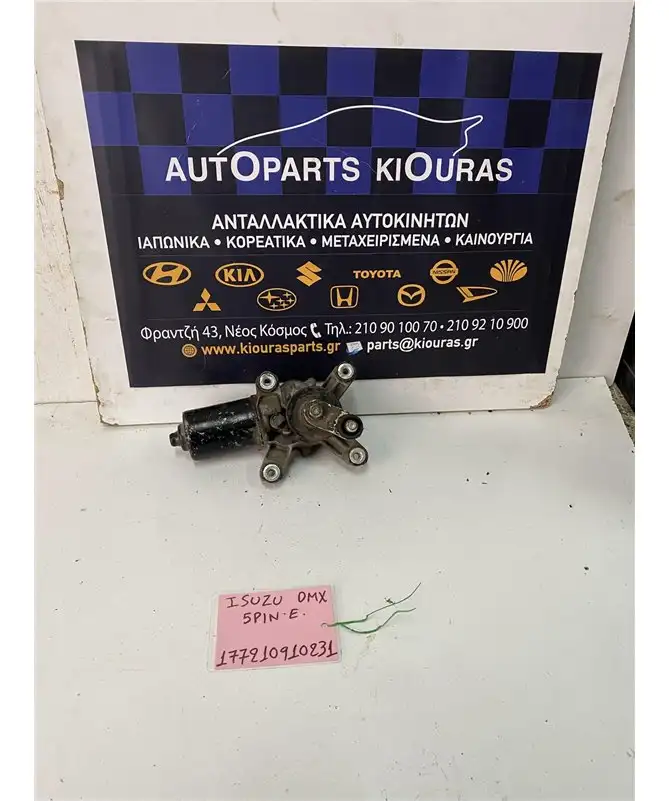 AUTOPARTS KIOURAS
ΑΝΤΑΛΛΑΚΤΙΚΑ ΑΥΤΟΚΙΝΗΤΩΝ
ΙΑΠΩΝΙΚΑ • ΚΟΡΕΑΤΙΚΑ • ΜΕΤΑΧΕΙΡΙΣΜΕΝΑ • ΚΑΙΝΟΥΡΓΙΑ
KIA TOYOTA NISSAN
Φραντζή 43, Νέος Κόσμος Τηλ.: 210 90 100 70 • 210 92 10 900
www.kiourasparts.gr parts@kiouras.gr
ISUZU DMX
5PIN-E.
177210910231